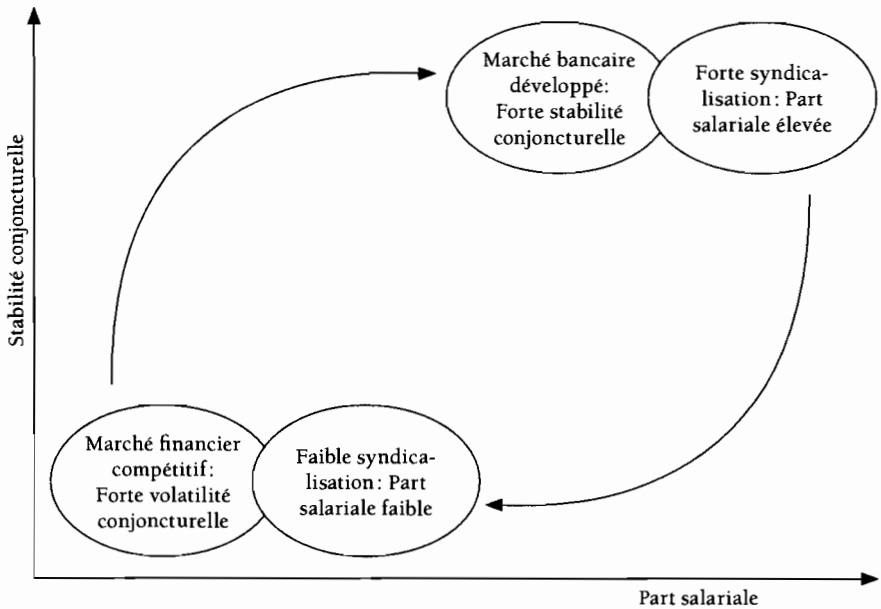 Stabilité conjoncturelle
Marché bancaire
développé:
Forte stabilité
conjoncturelle
Forte syndica-
lisation: Part
salariale élevée
Marché financier
compétitif:
Forte volatilité
conjoncturelle
Faible syndica-
lisation: Part
salariale faible
Part salariale